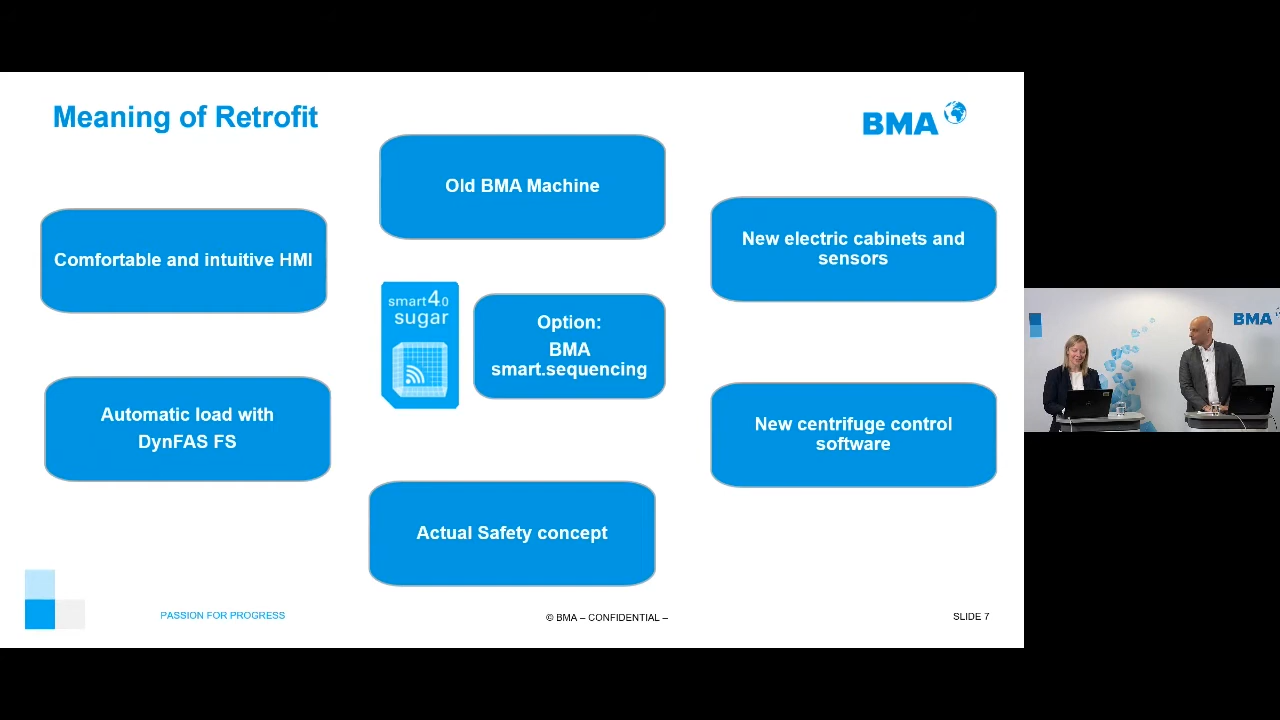 Meaning of Retrofit
BMA
Old BMA Machine
Comfortable and intuitive HMI
New electric cabinets and
sensors
smart4.0
sugar
Option:
BMA
smart.sequencing
Automatic load with
DynFAS FS
New centrifuge control
software
Actual Safety concept
PASSION FOR PROGRESS
© BMA – CONFIDENTIAL –
SLIDE 7
BMA